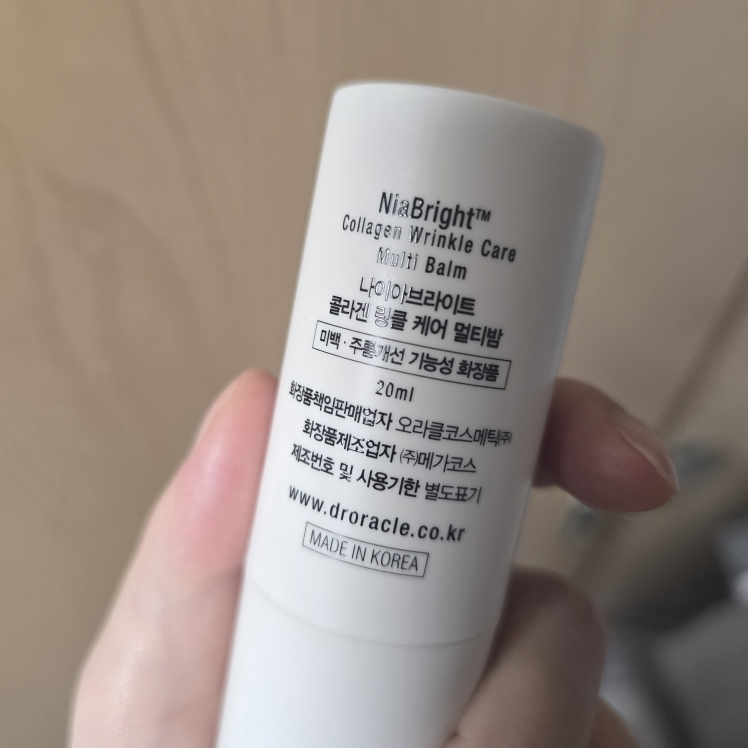 NiaBright™
Collagen Wrinkle Care
Multi Balm
나이아브라이트
콜라겐 링클 케어 멀티밤
미백·주름개선 기능성 화장품
20ml
화장품책임판매업자 오라클코스메틱㈜
화장품제조업자 ㈜메가코스
제조번호 및 사용기한 별도표기
www.droracle.co.kr
MADE IN KOREA